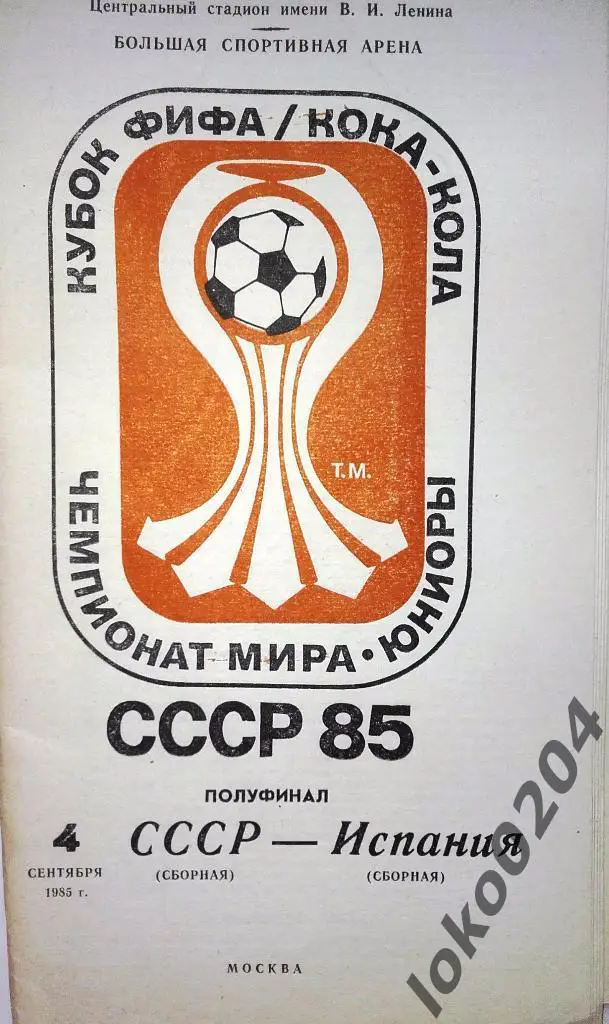 Центральный стадион имени В. И. Ленина
БОЛЬШАЯ СПОРТИВНАЯ АРЕНА
КУБОК ФИФА / КОКА-КОЛА
Т.М.
ЧЕМПИОНАТ МИРА • ЮНИОРЫ
СССР 85
ПОЛУФИНАЛ
4 СССР — Испания
СЕНТЯБРЯ (СБОРНАЯ) (СБОРНАЯ)
1985 г.
МОСКВА
loko00204